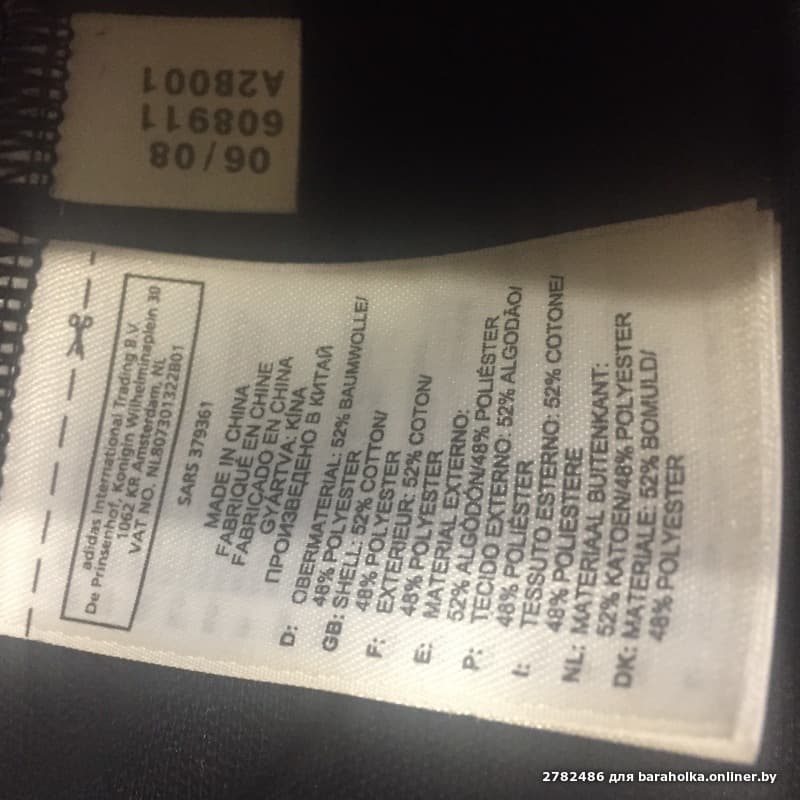 06/08
608911
A2B001
adidas International Trading B.V.
De Prinsenhof, Konigin Wilhelminaplein 30
1062 KR Amsterdam, NL
VAT NO. NL807301322B01
SARS 379361
MADE IN CHINA
FABRIQUÉ EN CHINE
FABRICADO EN CHINA
GYÁRTVA: KÍNA
ПРОИЗВЕДЕНО В КИТАЙ
D: OBERMATERIAL: 52% BAUMWOLLE/
48% POLYESTER
GB: SHELL: 52% COTTON/
48% POLYESTER
F: EXTERIEUR: 52% COTON/
48% POLYESTER
E: MATERIAL EXTERNO:
52% ALGODÓN/48% POLIÉSTER
P: TECIDO EXTERNO: 52% ALGODÃO/
48% POLIÉSTER
I: TESSUTO ESTERNO: 52% COTONE/
48% POLIESTERE
NL: MATERIAAL BUITENKANT:
52% KATOEN/48% POLYESTER
DK: MATERIALE: 52% BOMULD/
48% POLYESTER
2782486 для baraholka.onliner.by